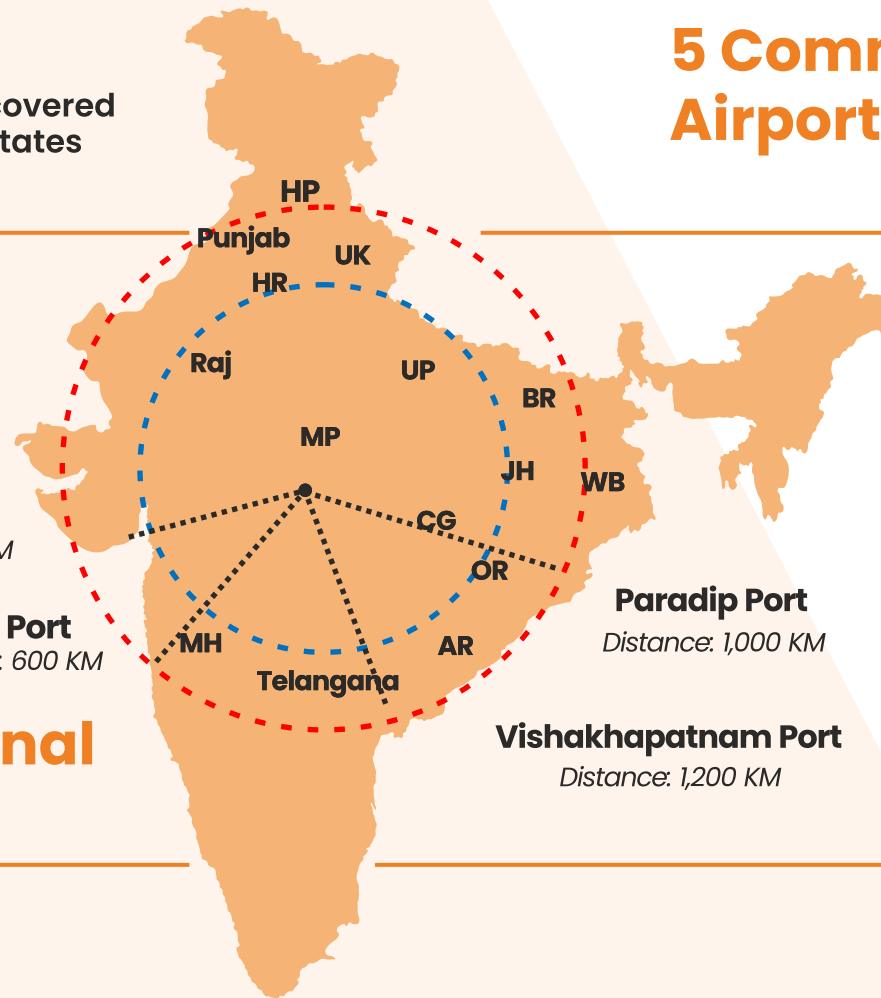 5 Comm
Airport
covered
tates
HP
Punjab
UK
HR
Raj
UP
BR
MP
JH
WB
CG
OR
M
Paradip Port
Distance: 1,000 KM
Port
: 600 KM
MH
AR
Telangana
nal
Vishakhapatnam Port
Distance: 1,200 KM